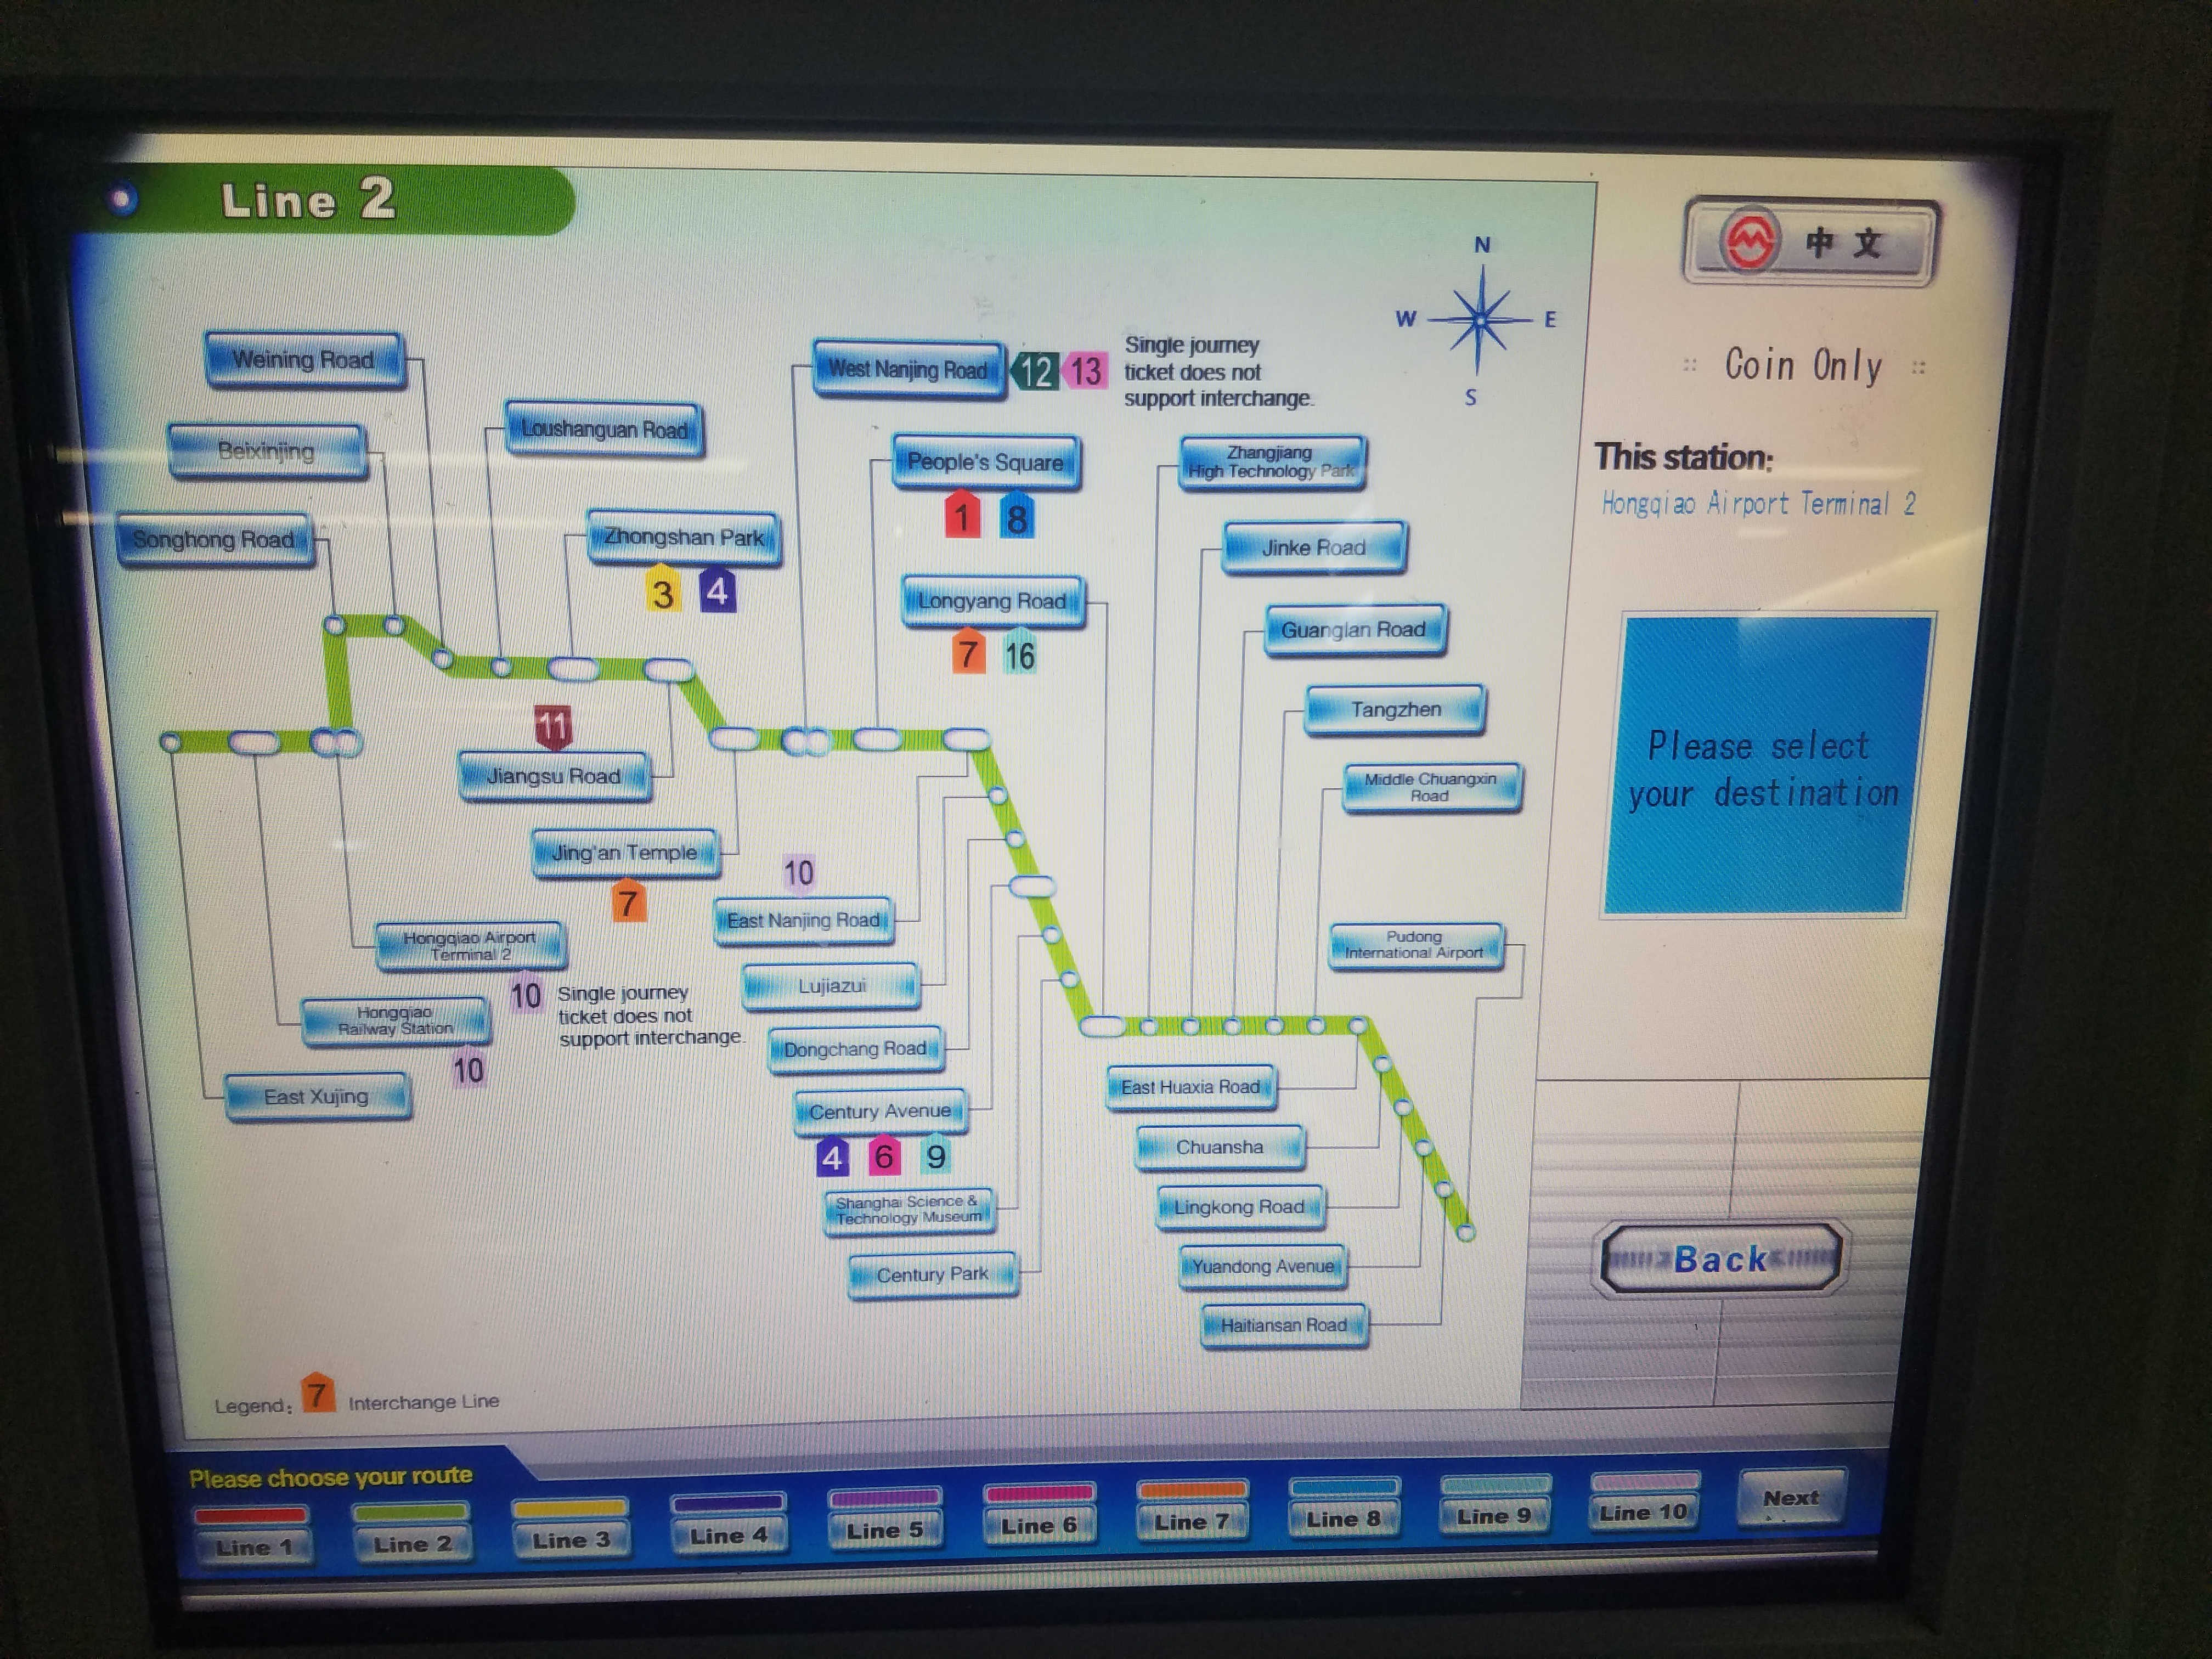 Line 2
中文
N
W E
S
Coin Only
This station:
Hongqiao Airport Terminal 2
Please select
your destination
Back
Weining Road
Beixinjing
Songhong Road
Loushanguan Road
Zhongshan Park
3 4
West Nanjing Road 12 13
Single journey
ticket does not
support interchange.
People's Square
1 8
Longyang Road
7 16
Zhangjiang
High Technology Park
Jinke Road
Guanglan Road
Tangzhen
Middle Chuangxin
Road
Pudong
International Airport
11
Jiangsu Road
Jing'an Temple
7
10
East Nanjing Road
Hongqiao Airport
Terminal 2
10
Single journey
ticket does not
support interchange.
Hongqiao
Railway Station
10
East Xujing
Lujiazui
Dongchang Road
Century Avenue
4 6 9
Shanghai Science &
Technology Museum
Century Park
East Huaxia Road
Chuansha
Lingkong Road
Yuandong Avenue
Haitiansan Road
Legend: 7 Interchange Line
Please choose your route
Line 1 Line 2 Line 3 Line 4 Line 5 Line 6 Line 7 Line 8 Line 9 Line 10 Next